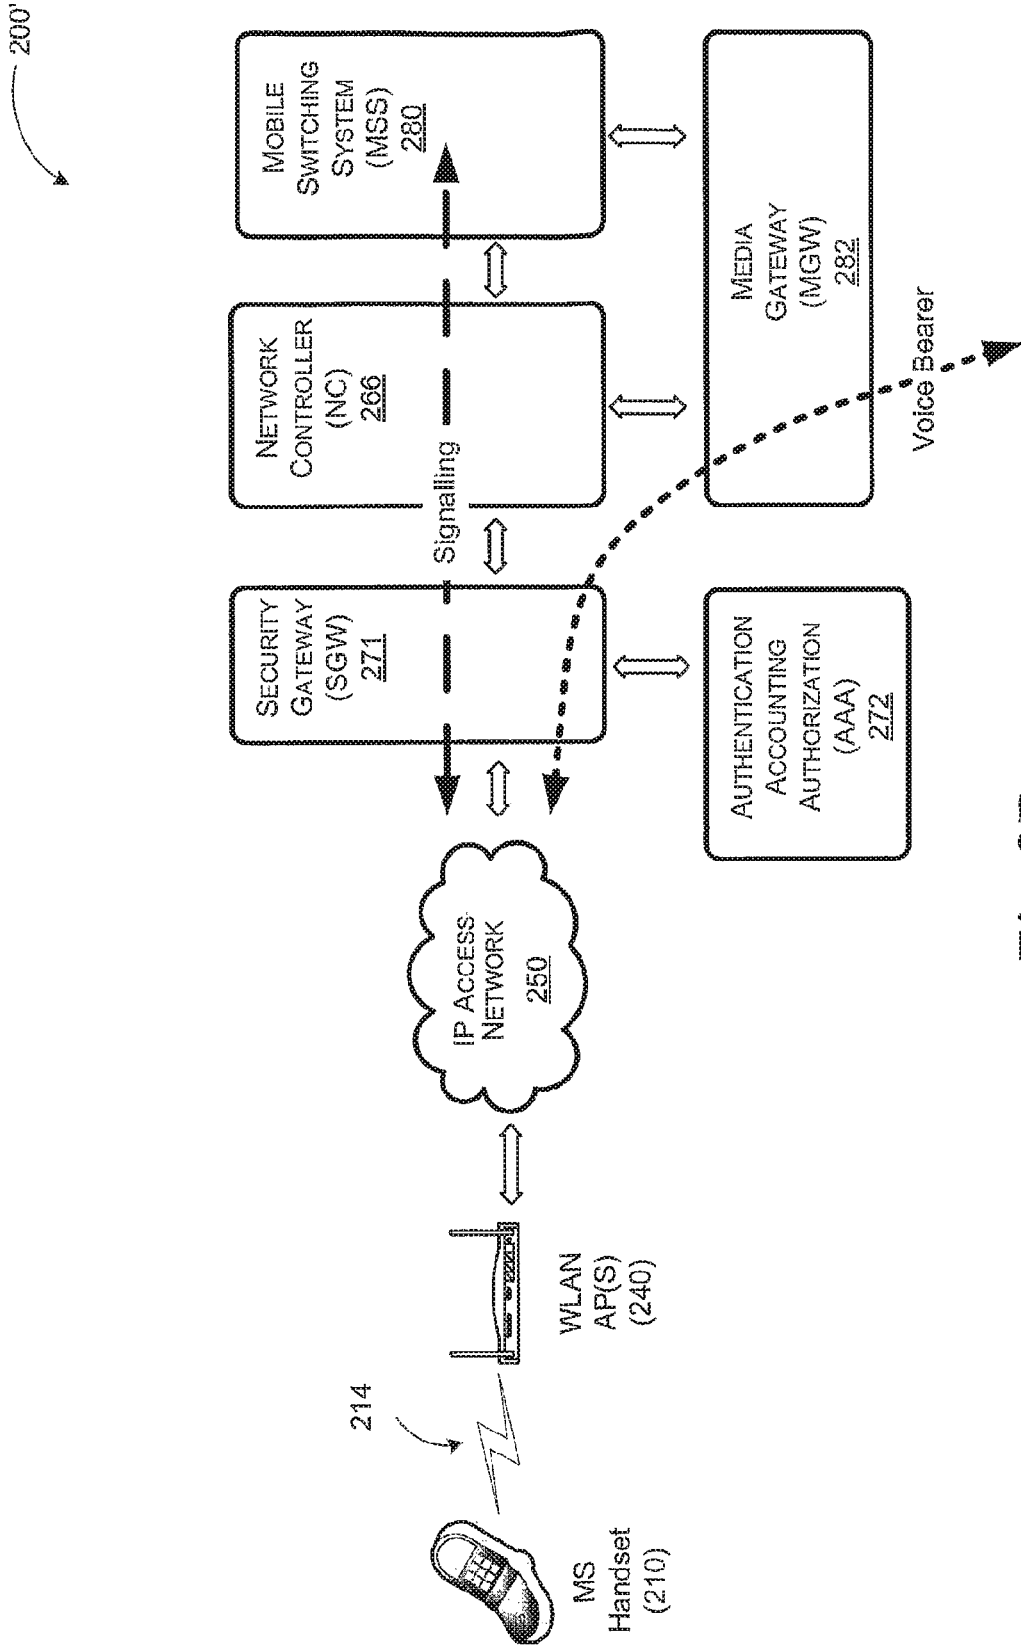 200'
MOBILE
SWITCHING
SYSTEM
(MSS)
280
NETWORK
CONTROLLER
(NC)
266
SECURITY
GATEWAY
(SGW)
271
Signalling
MEDIA
GATEWAY
(MGW)
282
Voice Bearer
AUTHENTICATION
ACCOUNTING
AUTHORIZATION
(AAA)
272
IP ACCESS
NETWORK
250
WLAN
AP(S)
(240)
214
MS
Handset
(210)